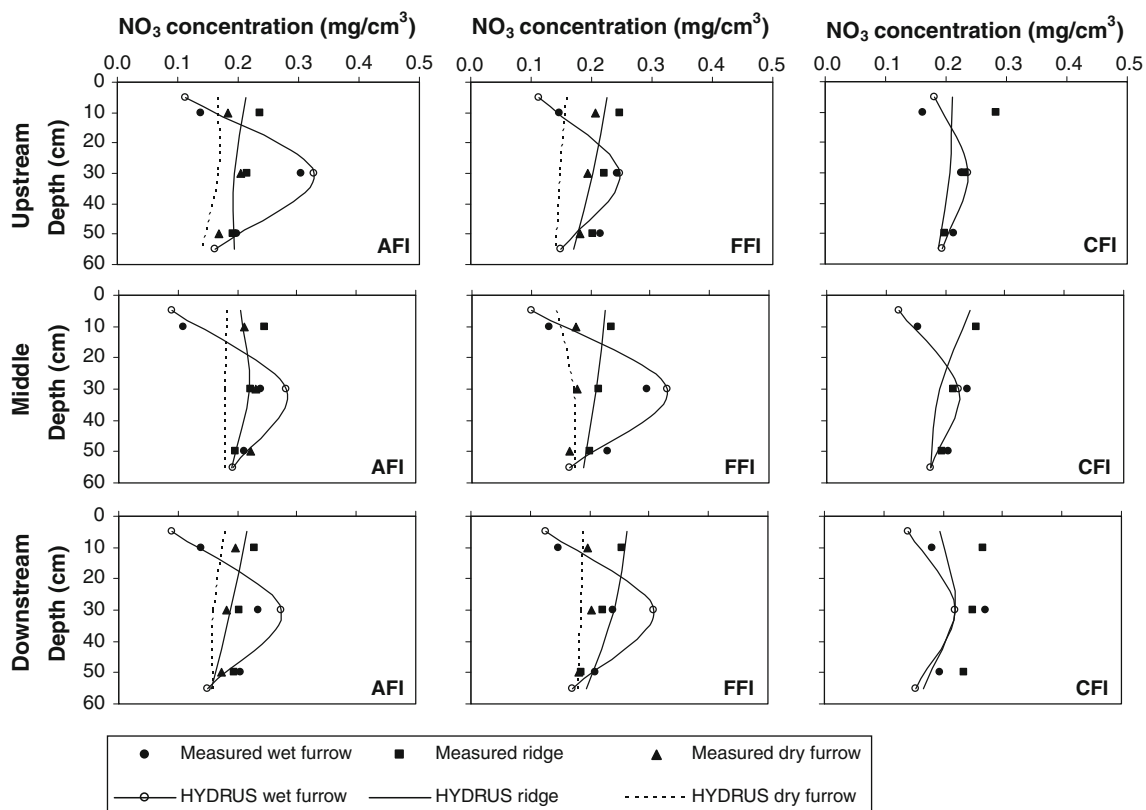 NO₃ concentration (mg/cm³) NO₃ concentration (mg/cm³) NO₃ concentration (mg/cm³)
0.0 0.1 0.2 0.3 0.4 0.5 0.0 0.1 0.2 0.3 0.4 0.5 0.0 0.1 0.2 0.3 0.4 0.5
Upstream
Depth (cm)
0
10
20
30
40
50
60
AFI FFI CFI
Middle
Depth (cm)
0
10
20
30
40
50
60
AFI FFI CFI
Downstream
Depth (cm)
0
10
20
30
40
50
60
AFI FFI CFI
Measured wet furrow Measured ridge Measured dry furrow
HYDRUS wet furrow HYDRUS ridge HYDRUS dry furrow